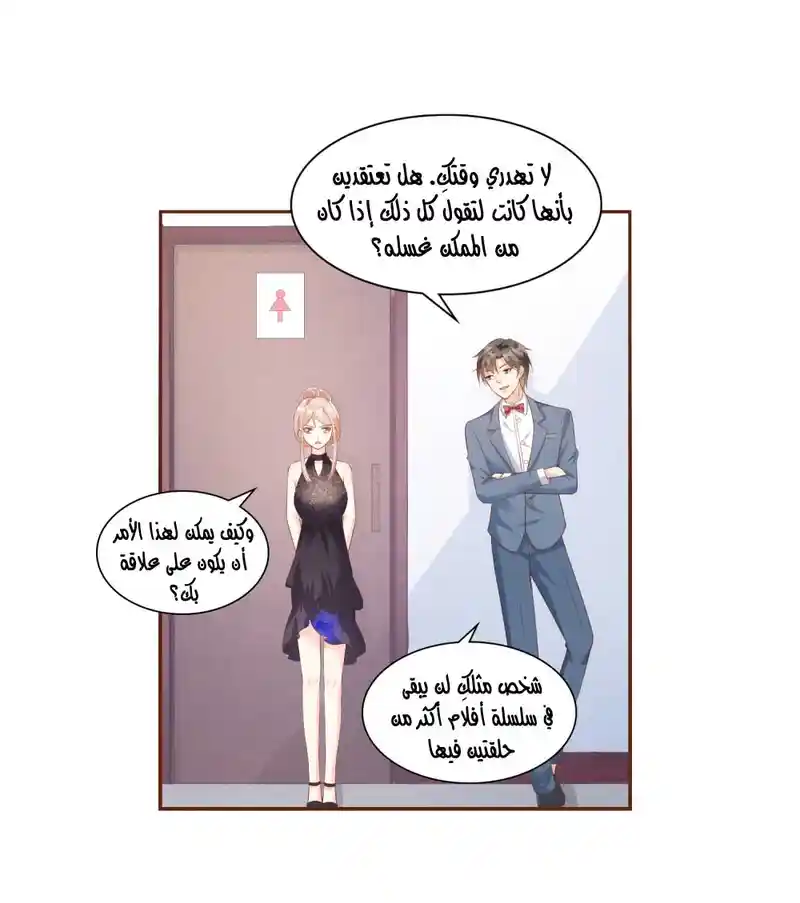 لا تهدري وقتكِ. هل تعتقدين
بأنها كانت لتقول كل ذلك إذا كان
من الممكن غسله؟
وكيف يمكن لهذا الأمر
أن يكون على علاقة
بك؟
شخص مثلكِ لن يبقى
في سلسلة أفلام أكثر من
حلقتين فيها